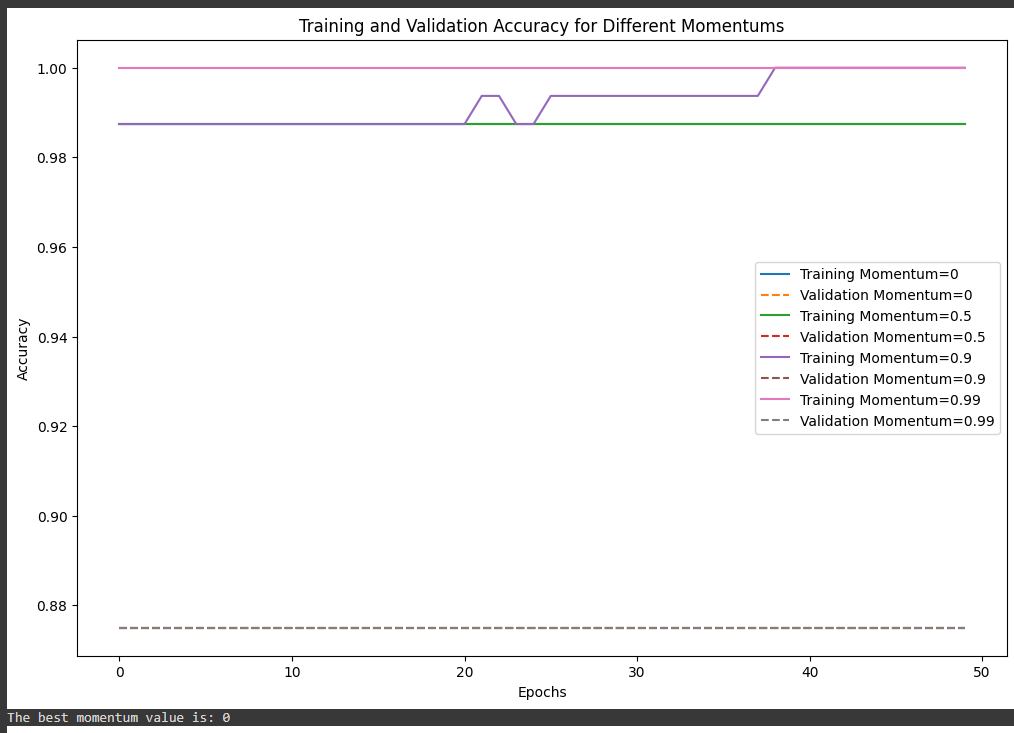 Training and Validation Accuracy for Different Momentums
1.00
0.98
0.96
0.94
0.92
0.90
0.88
Accuracy
Training Momentum=0
Validation Momentum=0
Training Momentum=0.5
Validation Momentum=0.5
Training Momentum=0.9
Validation Momentum=0.9
Training Momentum=0.99
Validation Momentum=0.99
0 10 20 30 40 50
Epochs
The best momentum value is: 0